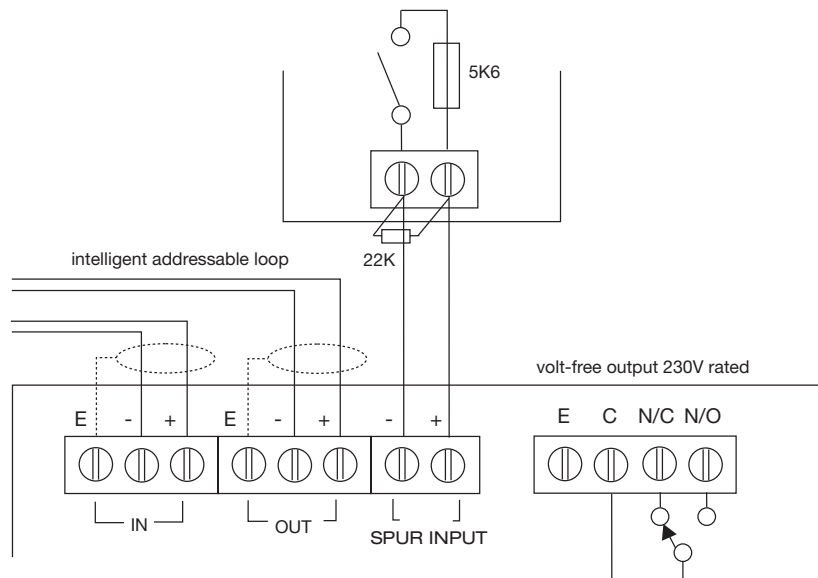 5K6
22K
intelligent addressable loop
volt-free output 230V rated
E - + E - + - + E C N/C N/O
IN OUT SPUR INPUT